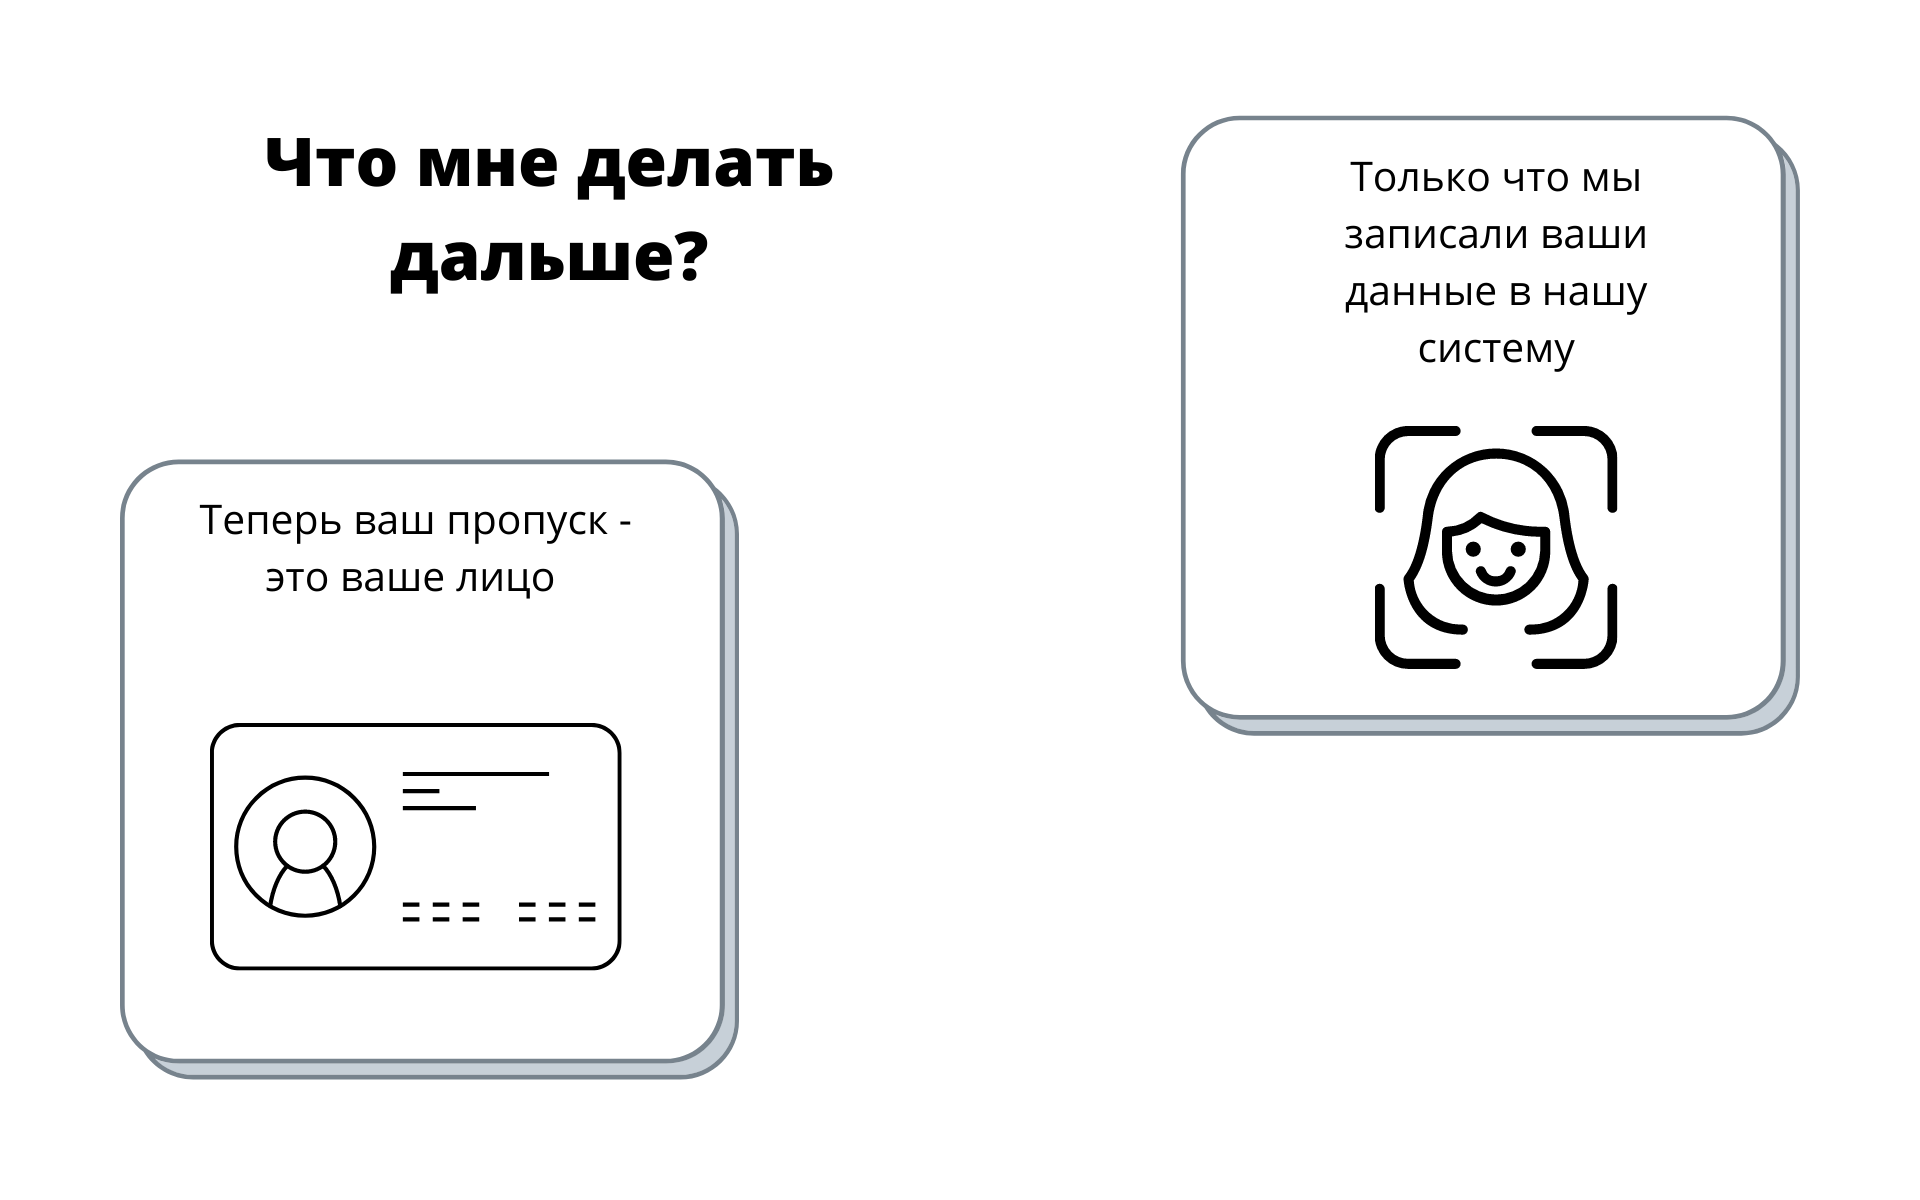 Что мне делать
дальше?
Только что мы
записали ваши
данные в нашу
систему
Теперь ваш пропуск -
это ваше лицо